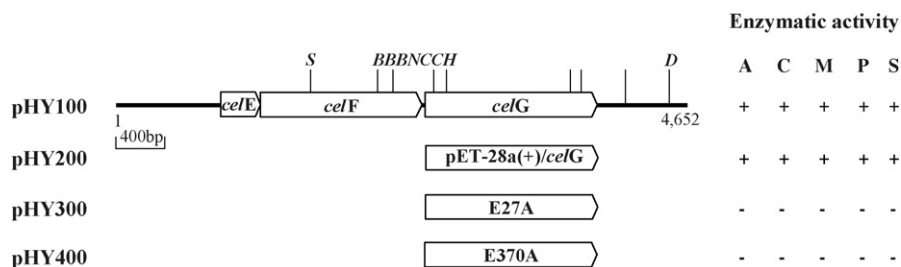 Enzymatic activity
S BBBNCCH D A C M P S
pHY100 celE celF celG + + + + +
1 4,652
400bp
pHY200 pET-28a(+)/celG + + + + +
pHY300 E27A - - - - -
pHY400 E370A - - - - -